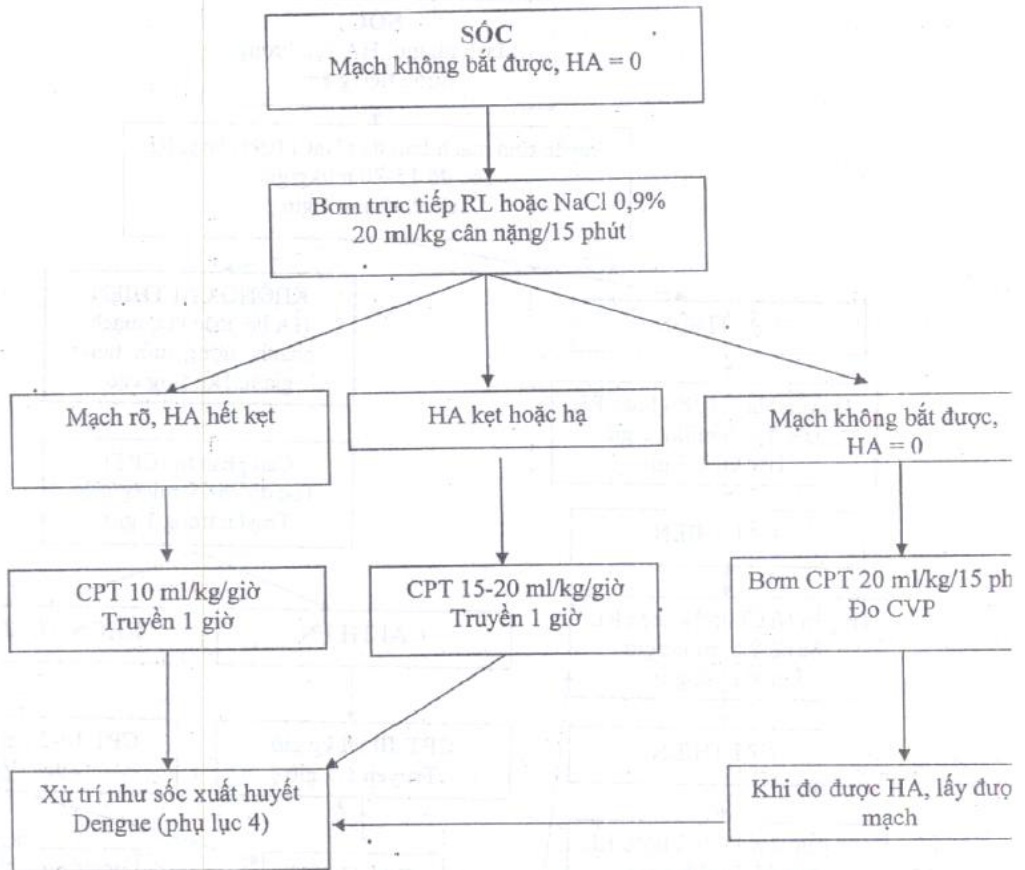 SỐC
Mạch không bắt được, HA = 0
Bơm trực tiếp RL hoặc NaCl 0,9%
20 ml/kg cân nặng/15 phút
Mạch rõ, HA hết kẹt
HA kẹt hoặc hạ
Mạch không bắt được,
HA = 0
CPT 10 ml/kg/giờ
Truyền 1 giờ
CPT 15-20 ml/kg/giờ
Truyền 1 giờ
Bơm CPT 20 ml/kg/15 ph
Đo CVP
Xử trí như sốc xuất huyết
Dengue (phụ lục 4)
Khi đo được HA, lấy đượ
mạch